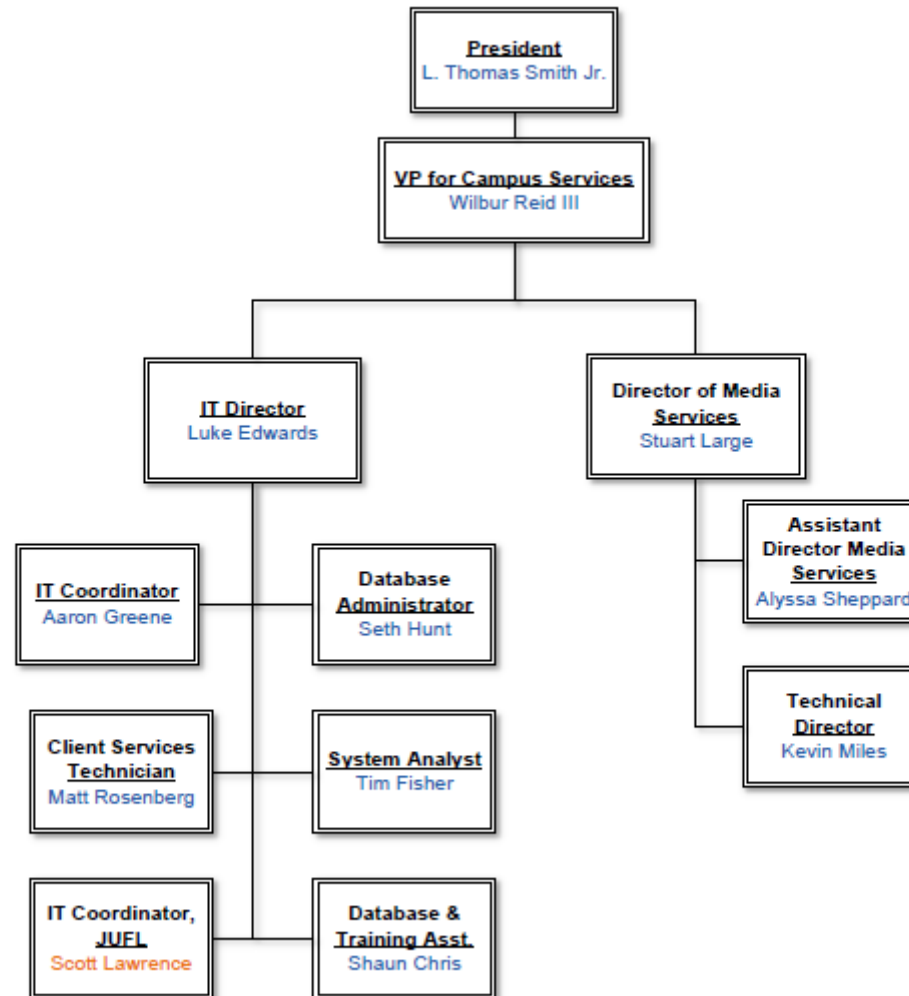 President
L. Thomas Smith Jr.
VP for Campus Services
Wilbur Reid III
IT Director
Luke Edwards
Director of Media
Services
Stuart Large
Assistant
Director Media
Services
Alyssa Sheppard
IT Coordinator
Aaron Greene
Database
Administrator
Seth Hunt
Technical
Director
Kevin Miles
Client Services
Technician
Matt Rosenberg
System Analyst
Tim Fisher
IT Coordinator,
JUFL
Scott Lawrence
Database &
Training Asst.
Shaun Chris